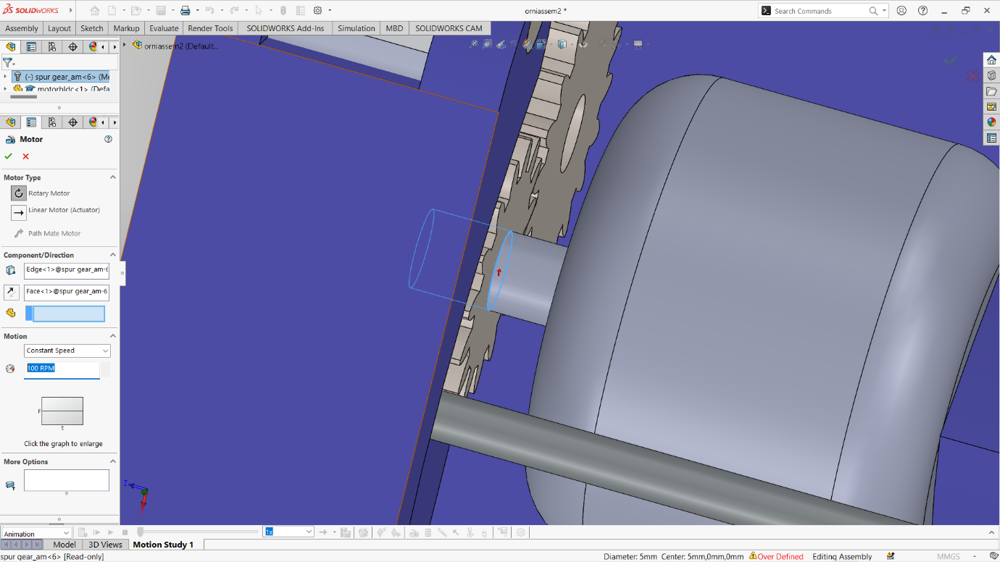 SOLIDWORKS
orniassem2 *
Search Commands
Assembly Layout Sketch Markup Evaluate Render Tools SOLIDWORKS Add-Ins Simulation MBD SOLIDWORKS CAM
orniassem2 (Default...
(-) spur gear_am<6> (Me
motorbldc<1> (Defa
Motor
Motor Type
Rotary Motor
Linear Motor (Actuator)
Path Mate Motor
Component/Direction
Edge<1>@spur gear_am-6
Face<1>@spur gear_am-6
Motion
Constant Speed
100 RPM
F
t
Click the graph to enlarge
More Options
Z
Animation
1x
Model 3D Views Motion Study 1
spur gear_am<6> [Read-only] Diameter: 5mm Center: 5mm,0mm,0mm Over Defined Editing Assembly MMGS